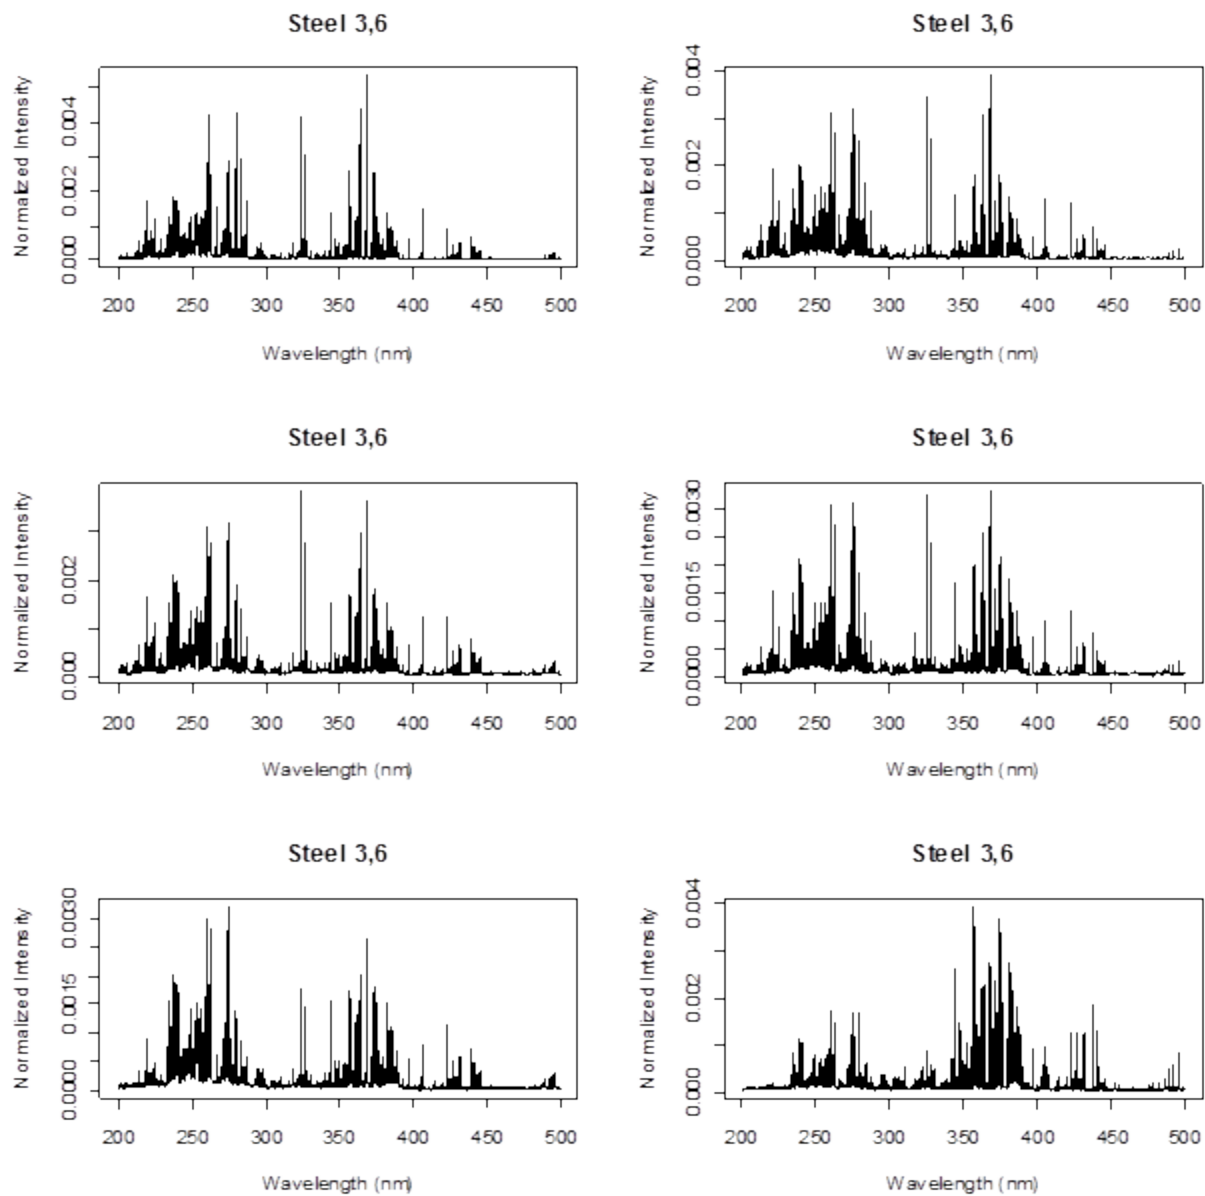 Steel 3,6
Normalized Intensity
0.004
0.002
0.000
200 250 300 350 400 450 500
Wavelength (nm)
Steel 3,6
Normalized Intensity
0.004
0.002
0.000
200 250 300 350 400 450 500
Wavelength (nm)
Steel 3,6
Normalized Intensity
0.002
0.000
200 250 300 350 400 450 500
Wavelength (nm)
Steel 3,6
Normalized Intensity
0.0030
0.0015
0.0000
200 250 300 350 400 450 500
Wavelength (nm)
Steel 3,6
Normalized Intensity
0.0030
0.0015
0.0000
200 250 300 350 400 450 500
Wavelength (nm)
Steel 3,6
Normalized Intensity
0.004
0.002
0.000
200 250 300 350 400 450 500
Wavelength (nm)